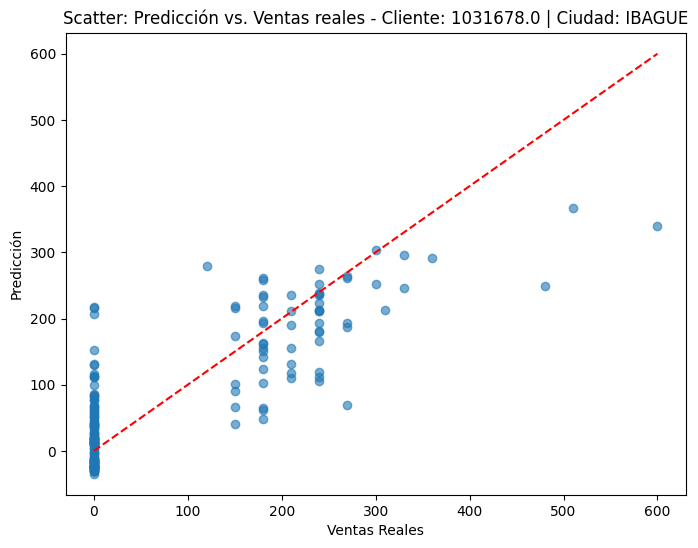 Scatter: Predicción vs. Ventas reales - Cliente: 1031678.0 | Ciudad: IBAGUE
600
500
400
300
200
100
0
Predicción
0 100 200 300 400 500 600
Ventas Reales